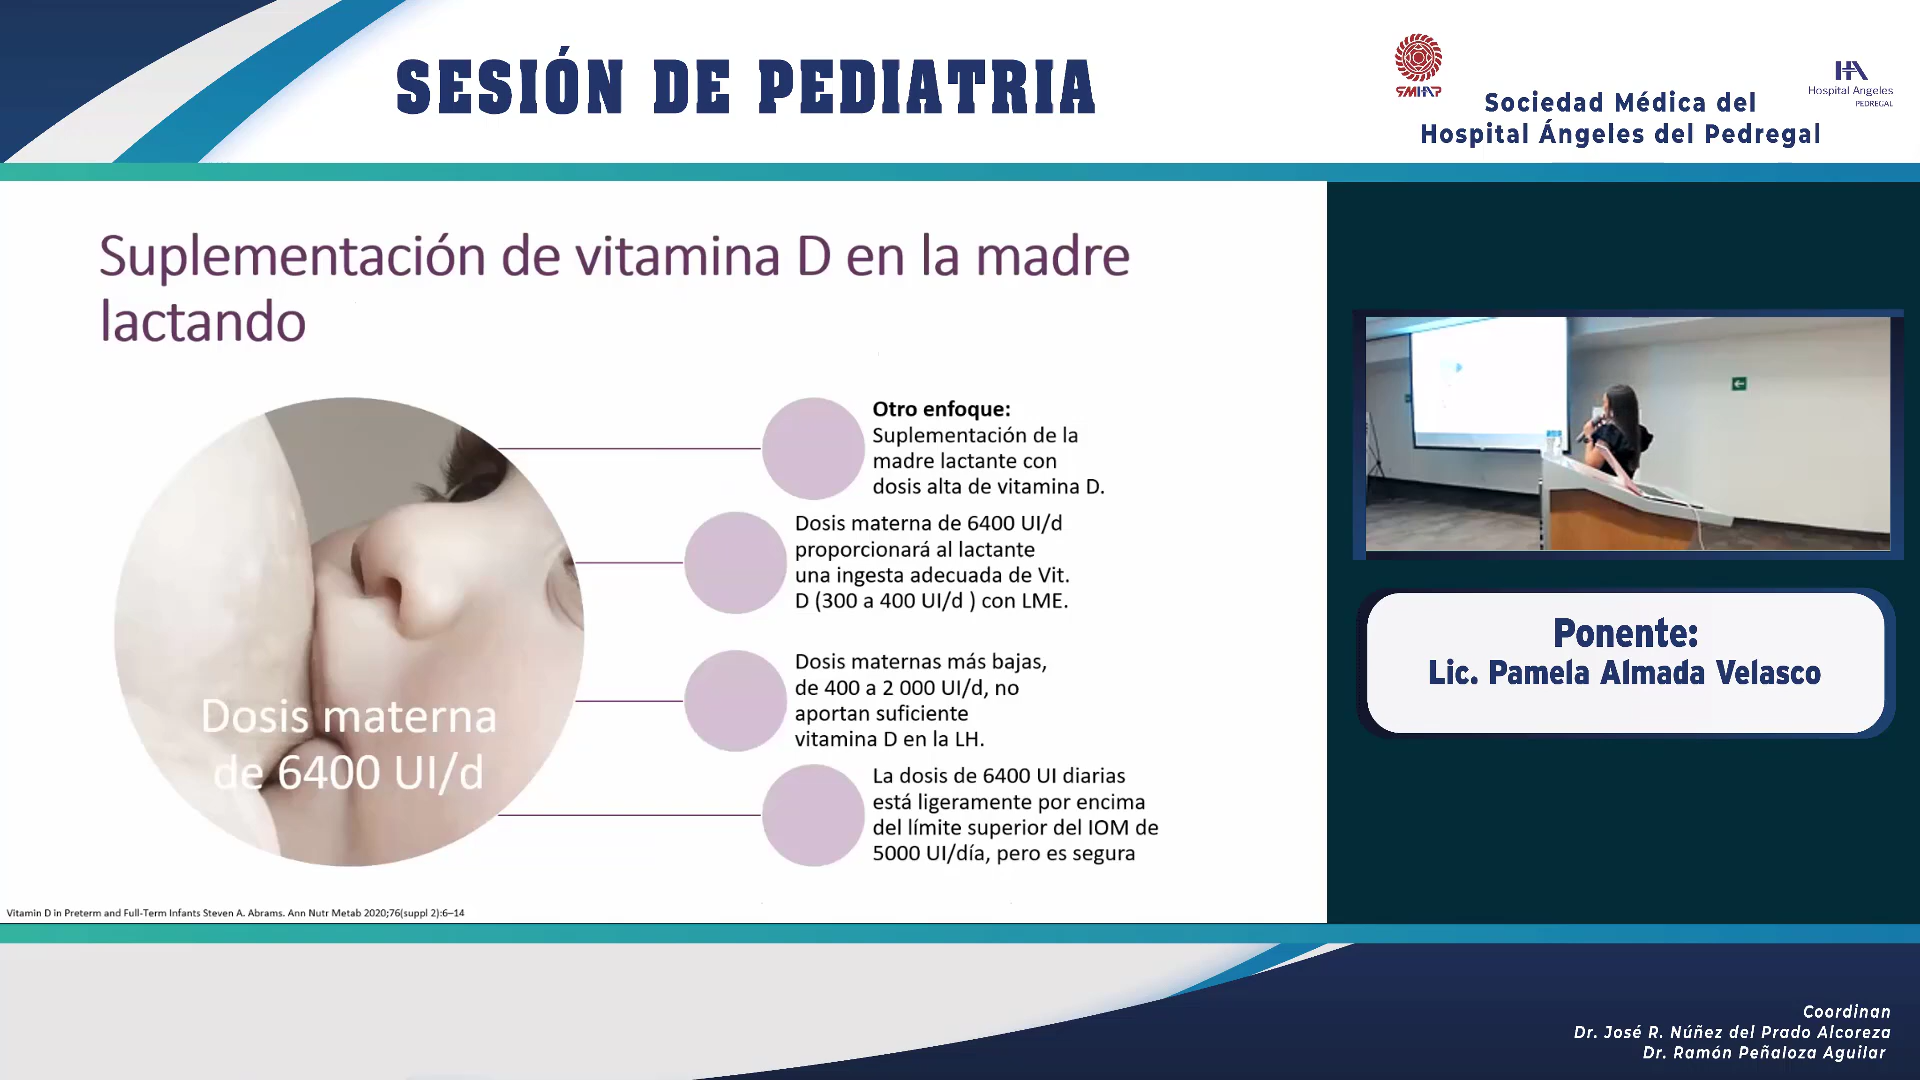 SESIÓN DE PEDIATRIA
SMHAP
Sociedad Médica del
Hospital Ángeles del Pedregal
HA
Hospital Angeles
PEDREGAL
Suplementación de vitamina D en la madre
lactando
Dosis materna
de 6400 UI/d
Otro enfoque:
Suplementación de la
madre lactante con
dosis alta de vitamina D.
Dosis materna de 6400 UI/d
proporcionará al lactante
una ingesta adecuada de Vit.
D (300 a 400 UI/d ) con LME.
Dosis maternas más bajas,
de 400 a 2 000 UI/d, no
aportan suficiente
vitamina D en la LH.
La dosis de 6400 UI diarias
está ligeramente por encima
del límite superior del IOM de
5000 UI/día, pero es segura
Vitamin D in Preterm and Full-Term Infants Steven A. Abrams. Ann Nutr Metab 2020;76(suppl 2):6–14
Ponente:
Lic. Pamela Almada Velasco
Coordinan
Dr. José R. Núñez del Prado Alcoreza
Dr. Ramón Peñaloza Aguilar